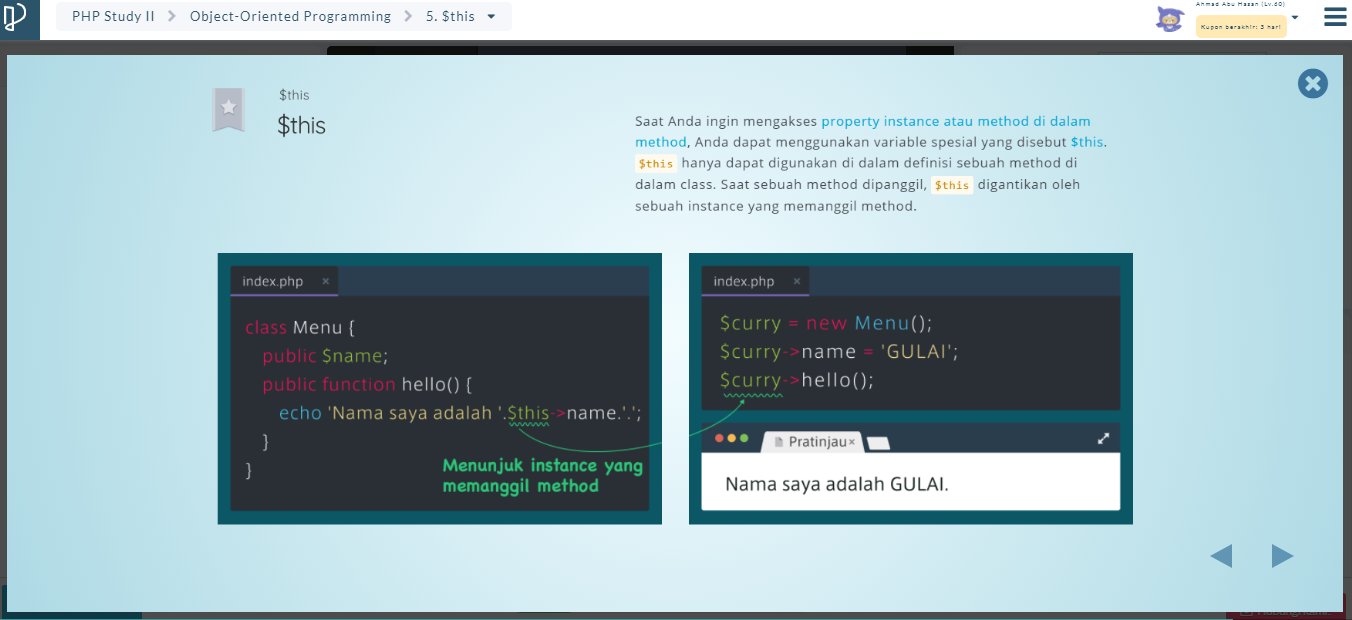 PHP Study II > Object-Oriented Programming > 5. $this
Ahmad Abu Hasan (Lv.60)
Kupon berakhir: 3 hari
$this
$this
Saat Anda ingin mengakses property instance atau method di dalam
method, Anda dapat menggunakan variable spesial yang disebut $this.
$this hanya dapat digunakan di dalam definisi sebuah method di
dalam class. Saat sebuah method dipanggil, $this digantikan oleh
sebuah instance yang memanggil method.
index.php ×
class Menu {
public $name;
public function hello() {
echo 'Nama saya adalah '.$this->name.'.';
}
}
Menunjuk instance yang
memanggil method
index.php ×
$curry = new Menu();
$curry->name = 'GULAI';
$curry->hello();
Pratinjau ×
Nama saya adalah GULAI.